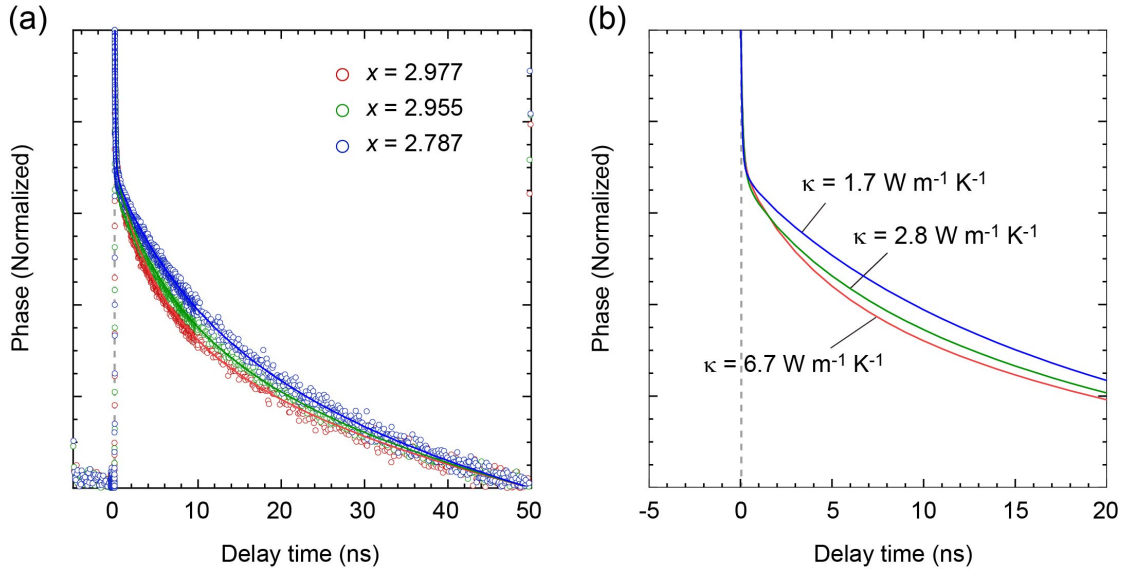 (a)
Phase (Normalized)
x = 2.977
x = 2.955
x = 2.787
0 10 20 30 40 50
Delay time (ns)
(b)
Phase (Normalized)
κ = 1.7 W m⁻¹ K⁻¹
κ = 2.8 W m⁻¹ K⁻¹
κ = 6.7 W m⁻¹ K⁻¹
-5 0 5 10 15 20
Delay time (ns)